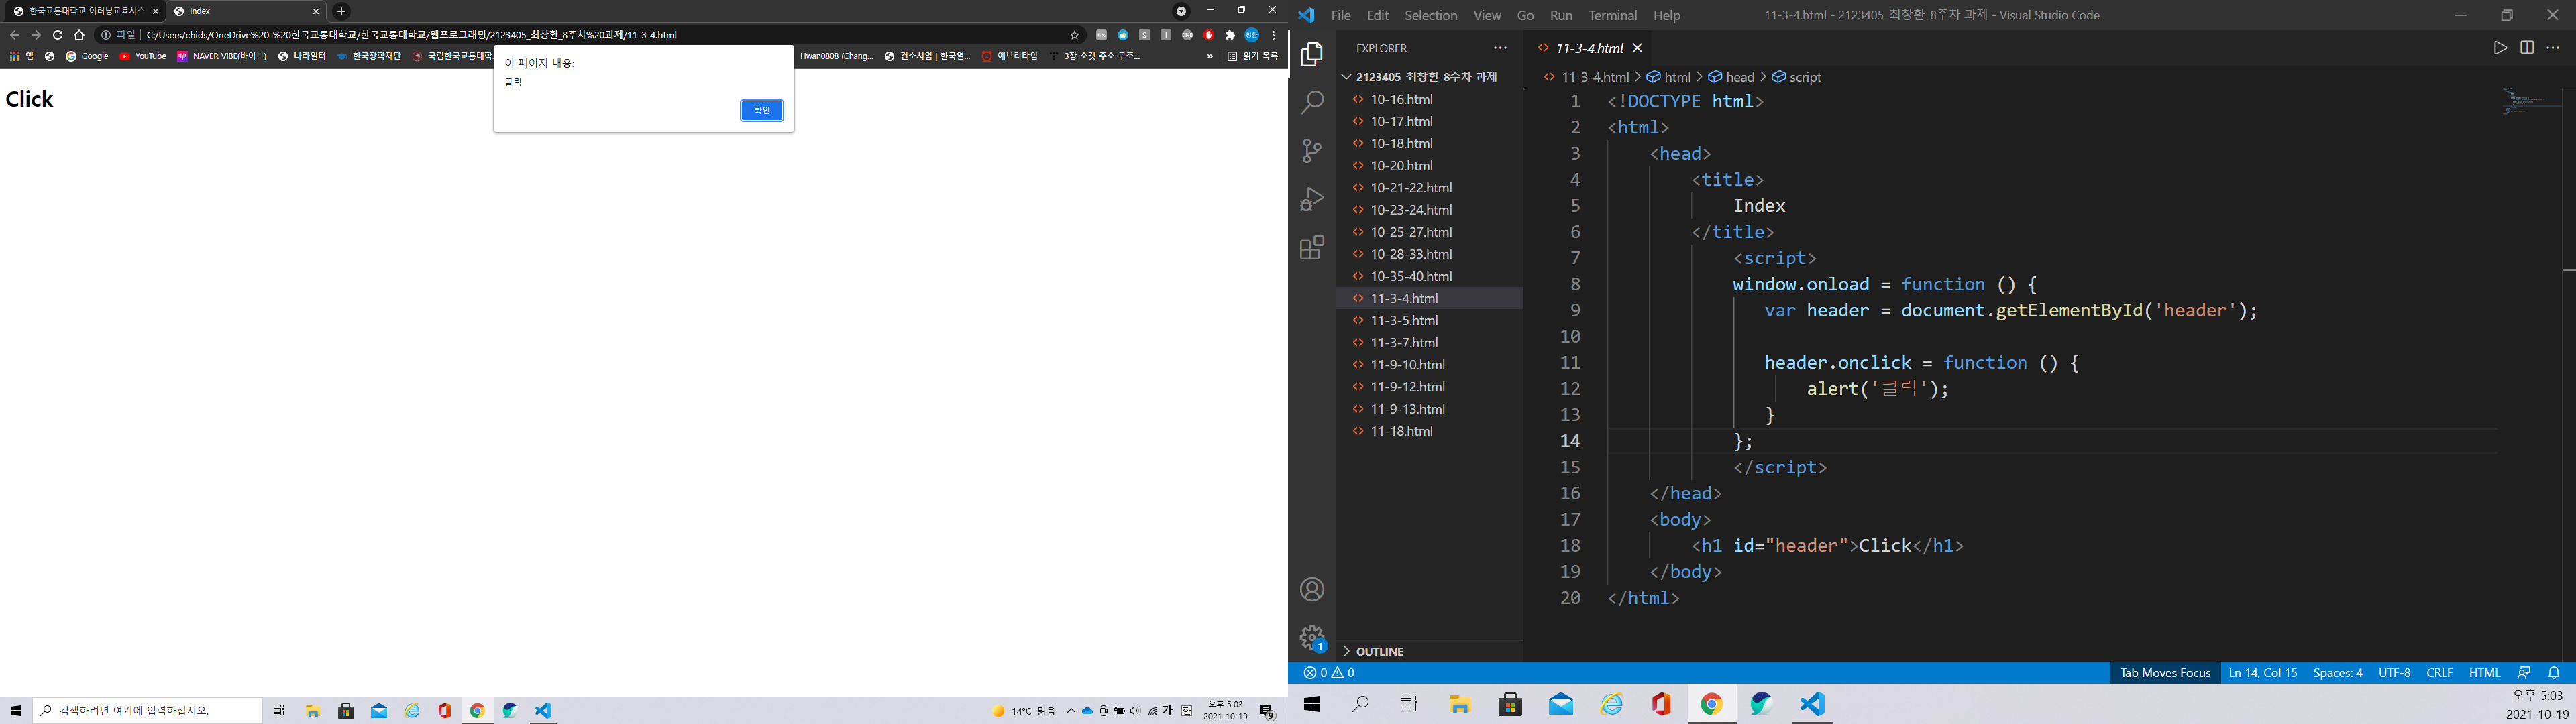 한국교통대학교 이러닝교육시스
Index
파일
C:/Users/chids/OneDrive%20-%20한국교통대학교/한국교통대학교/웹프로그래밍/2123405_최창환_8주차%20과제/11-3-4.html
앱
Google
YouTube
NAVER VIBE(바이브)
나라일터
한국장학재단
국립한국교통대학
Hwan0808 (Chang...
컨소시엄 | 한국열...
에브리타임
3장 소켓 주소 구조...
»
읽기 목록
이 페이지 내용:
클릭
확인
Click
검색하려면 여기에 입력하십시오.
14°C 맑음
가
한
오후 5:03
2021-10-19
9
File Edit Selection View Go Run Terminal Help
11-3-4.html - 2123405_최창환_8주차 과제 - Visual Studio Code
EXPLORER
2123405_최창환_8주차 과제
10-16.html
10-17.html
10-18.html
10-20.html
10-21-22.html
10-23-24.html
10-25-27.html
10-28-33.html
10-35-40.html
11-3-4.html
11-3-5.html
11-3-7.html
11-9-10.html
11-9-12.html
11-9-13.html
11-18.html
OUTLINE
1
11-3-4.html
11-3-4.html > html > head > script
1 <!DOCTYPE html>
2 <html>
3 <head>
4 <title>
5 Index
6 </title>
7 <script>
8 window.onload = function () {
9 var header = document.getElementById('header');
10
11 header.onclick = function () {
12 alert('클릭');
13 }
14 };
15 </script>
16 </head>
17 <body>
18 <h1 id="header">Click</h1>
19 </body>
20 </html>
0 0
Tab Moves Focus
Ln 14, Col 15
Spaces: 4
UTF-8
CRLF
HTML
오후 5:03
2021-10-19